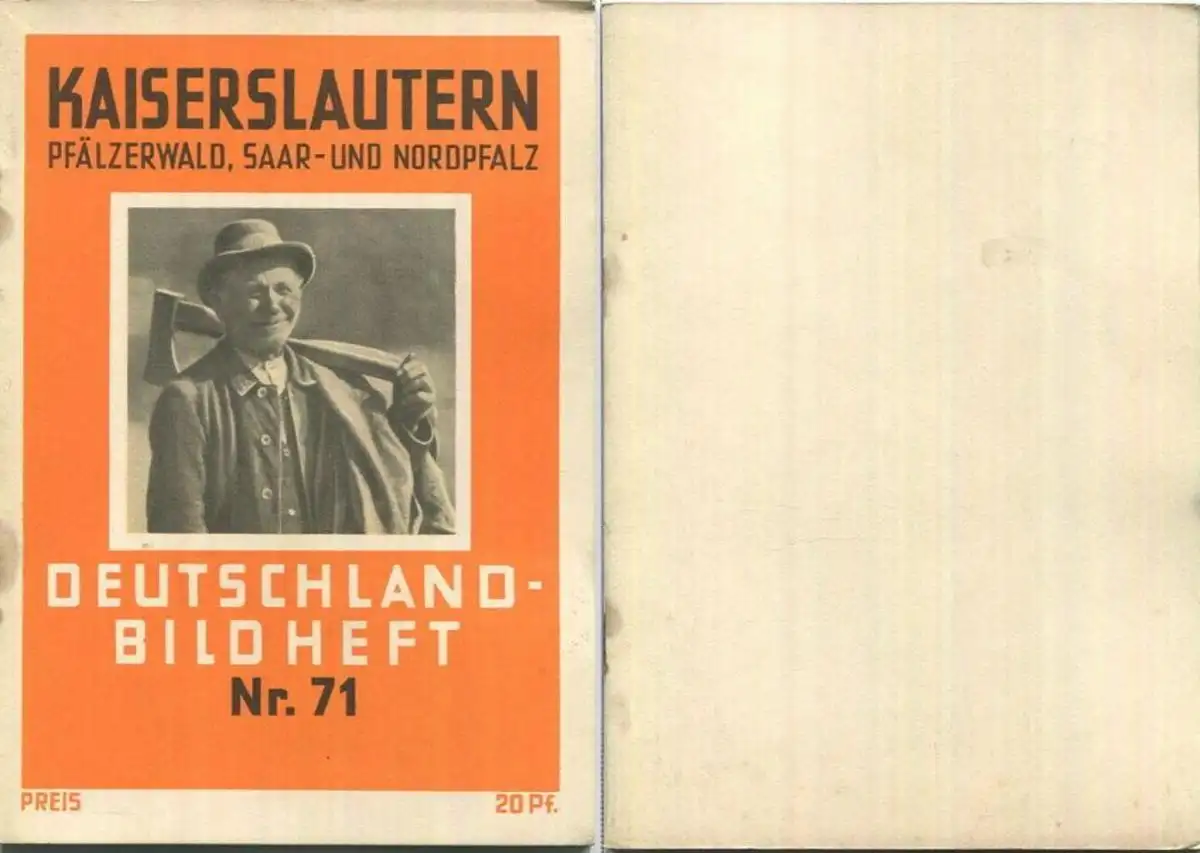 KAISERSLAUTERN
PFÄLZERWALD, SAAR- UND NORDPFALZ
DEUTSCHLAND-
BILDHEFT
Nr. 71
PREIS 20 Pf.